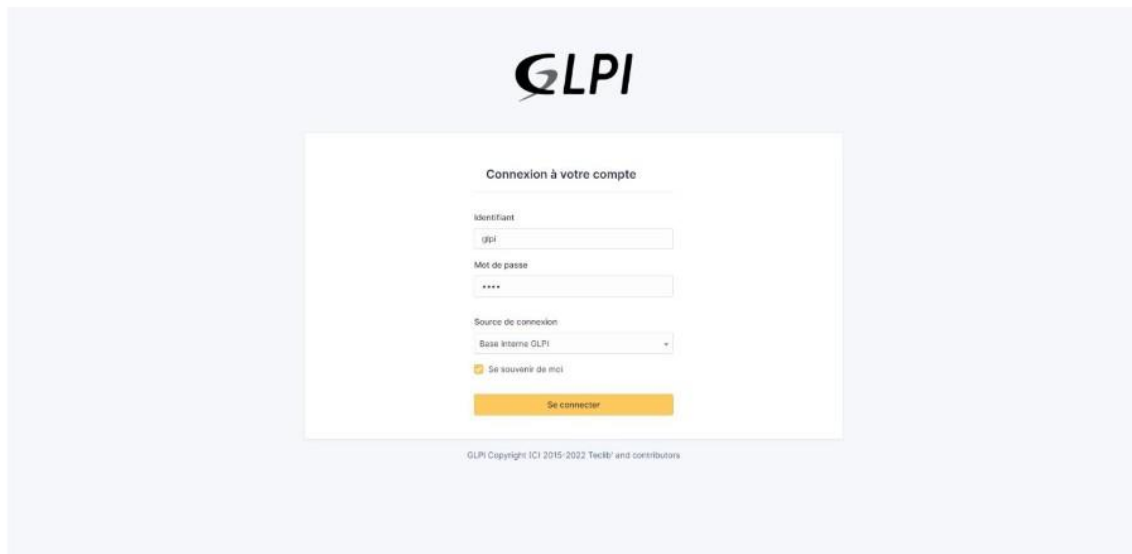 GLPI
Connexion à votre compte
Identifiant
glpi
Mot de passe
••••
Source de connexion
Base interne GLPI
Se souvenir de moi
Se connecter
GLPI Copyright (C) 2015-2022 Teclib' and contributors